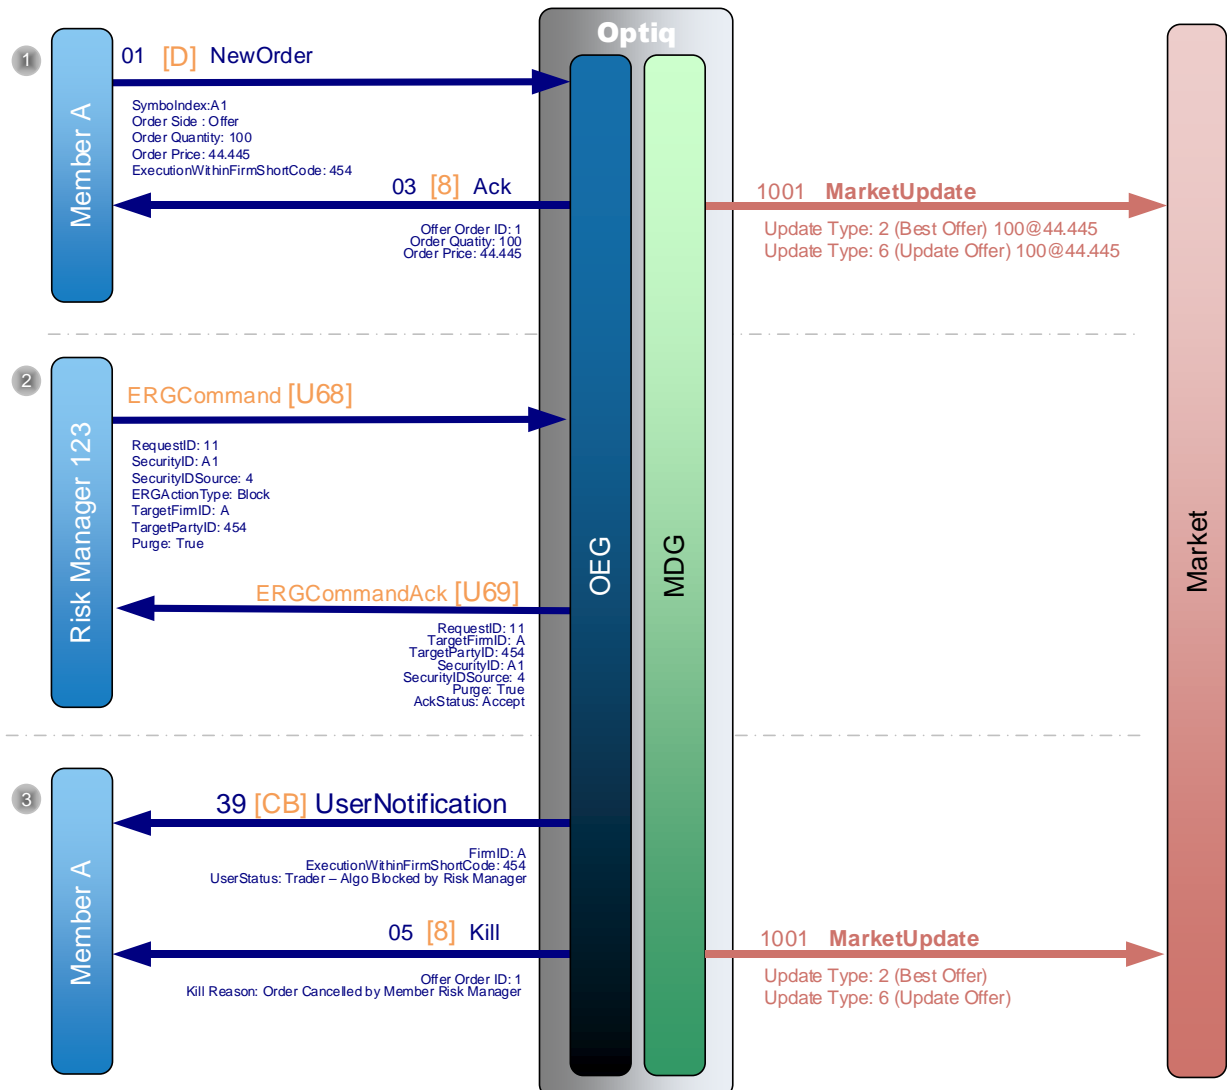 Optiq
1
Member A
01 [D] NewOrder
SymbolIndex:A1
Order Side : Offer
Order Quantity: 100
Order Price: 44.445
ExecutionWithinFirmShortCode: 454
03 [8] Ack
Offer Order ID: 1
Order Quatity: 100
Order Price: 44.445
1001 MarketUpdate
Update Type: 2 (Best Offer) 100@44.445
Update Type: 6 (Update Offer) 100@44.445
2
Risk Manager 123
ERGCommand [U68]
RequestID: 11
SecurityID: A1
SecurityIDSource: 4
ERGActionType: Block
TargetFirmID: A
TargetPartyID: 454
Purge: True
OEG
MDG
Market
ERGCommandAck [U69]
RequestID: 11
TargetFirmID: A
TargetPartyID: 454
SecurityID: A1
SecurityIDSource: 4
Purge: True
AckStatus: Accept
3
Member A
39 [CB] UserNotification
FirmID: A
ExecutionWithinFirmShortCode: 454
UserStatus: Trader – Algo Blocked by Risk Manager
05 [8] Kill
Offer Order ID: 1
Kill Reason: Order Cancelled by Member Risk Manager
1001 MarketUpdate
Update Type: 2 (Best Offer)
Update Type: 6 (Update Offer)